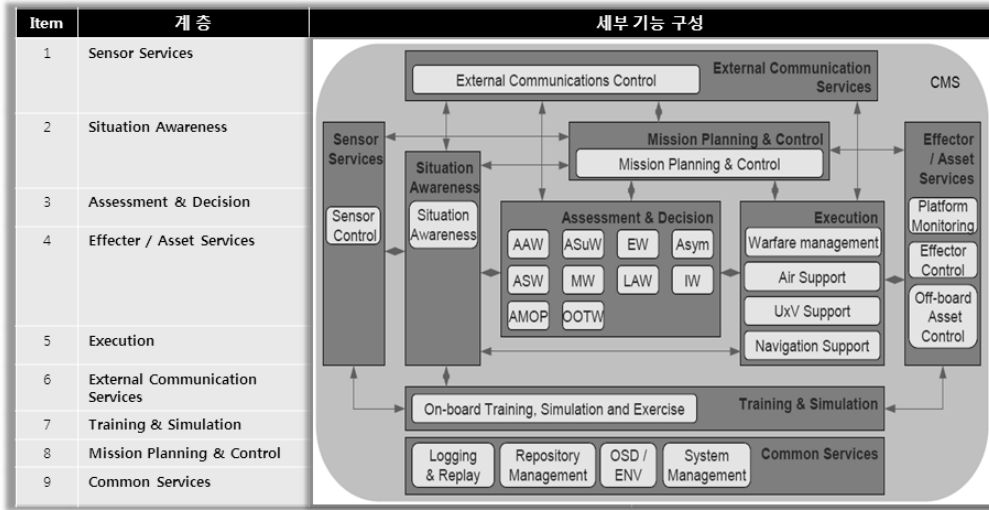 Item
계 층
세부 기능 구성
1
Sensor Services
2
Situation Awareness
3
Assessment & Decision
4
Effecter / Asset Services
5
Execution
6
External Communication
Services
7
Training & Simulation
8
Mission Planning & Control
9
Common Services
External Communication
Services
External Communications Control
CMS
Sensor
Services
Sensor
Control
Situation
Awareness
Situation
Awareness
Mission Planning & Control
Mission Planning & Control
Assessment & Decision
AAW
ASuW
EW
Asym
ASW
MW
LAW
IW
AMOP
OOTW
Execution
Warfare management
Air Support
UxV Support
Navigation Support
Effector
/ Asset
Services
Platform
Monitoring
Effector
Control
Off-board
Asset
Control
On-board Training, Simulation and Exercise
Training & Simulation
Logging
& Replay
Repository
Management
OSD /
ENV
System
Management
Common Services